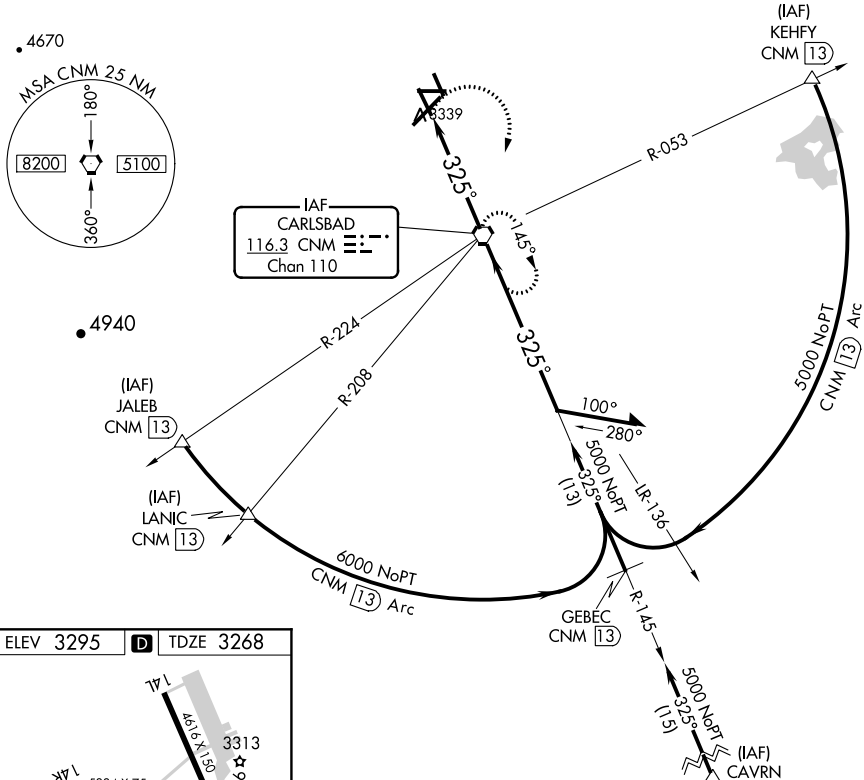 4670
MSA CNM 25 NM
180°
8200
5100
360°
(IAF)
KEHFY
CNM 13
3339
R-053
325°
IAF
CARLSBAD
116.3 CNM
Chan 110
145°
4940
R-224
R-208
325°
5000 NoPT
CNM 13 Arc
(IAF)
JALEB
CNM 13
100°
280°
5000 NoPT
325°
(13)
LR-136
(IAF)
LANIC
CNM 13
6000 NoPT
CNM 13 Arc
GEBEC
CNM 13
R-145
5000 NoPT
325°
(15)
(IAF)
CAVRN
ELEV 3295 D TDZE 3268
14L
4616 X 150
3313